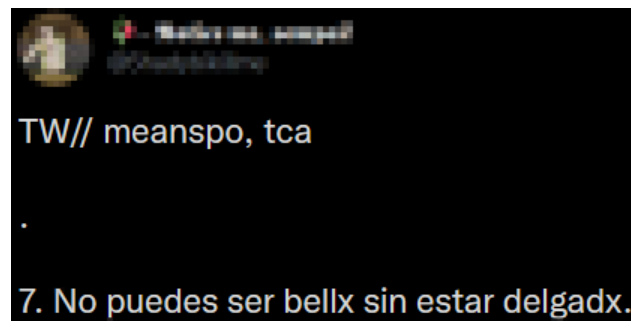 TW// meanspo, tca
.
7. No puedes ser bellx sin estar delgadx.